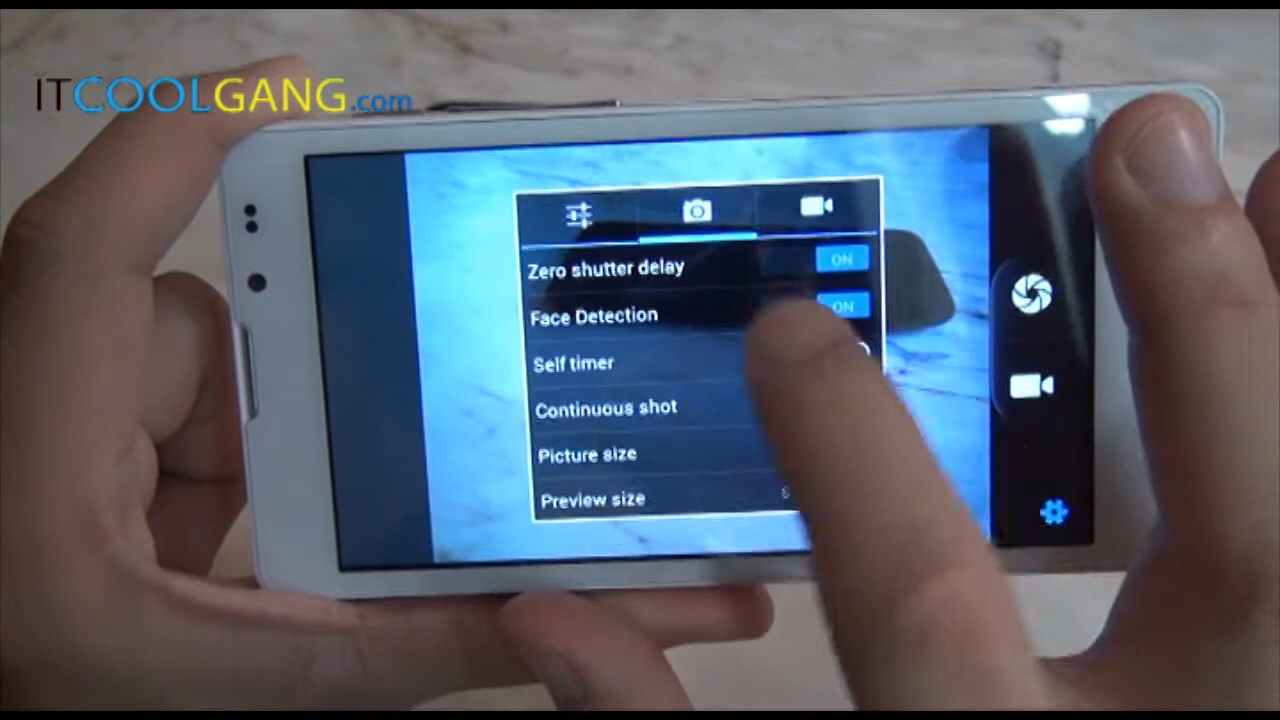 ITCOOLGANG.com
Zero shutter delay ON
Face Detection ON
Self timer
Continuous shot
Picture size
Preview size